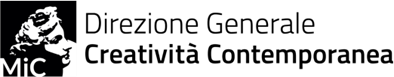 MiC
Direzione Generale
Creatività Contemporanea